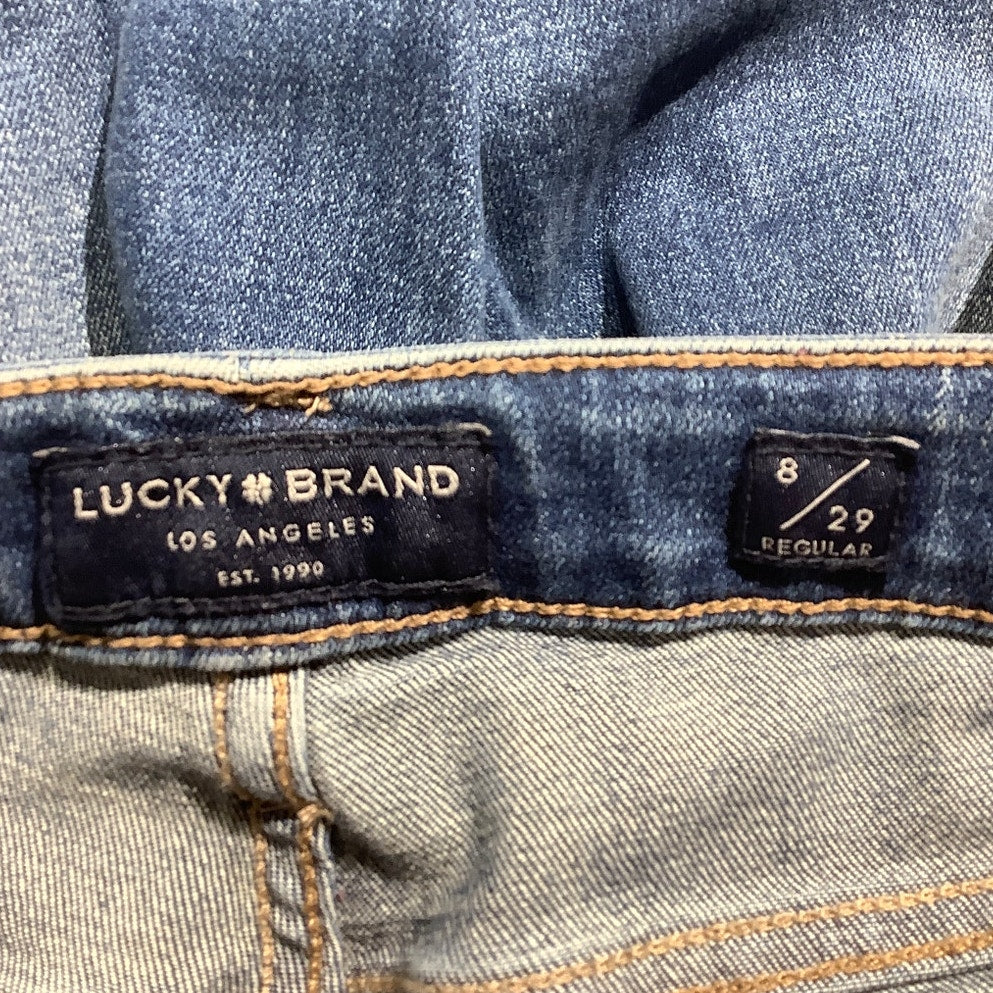 LUCKY BRAND
LOS ANGELES
EST. 1990
8/29
REGULAR